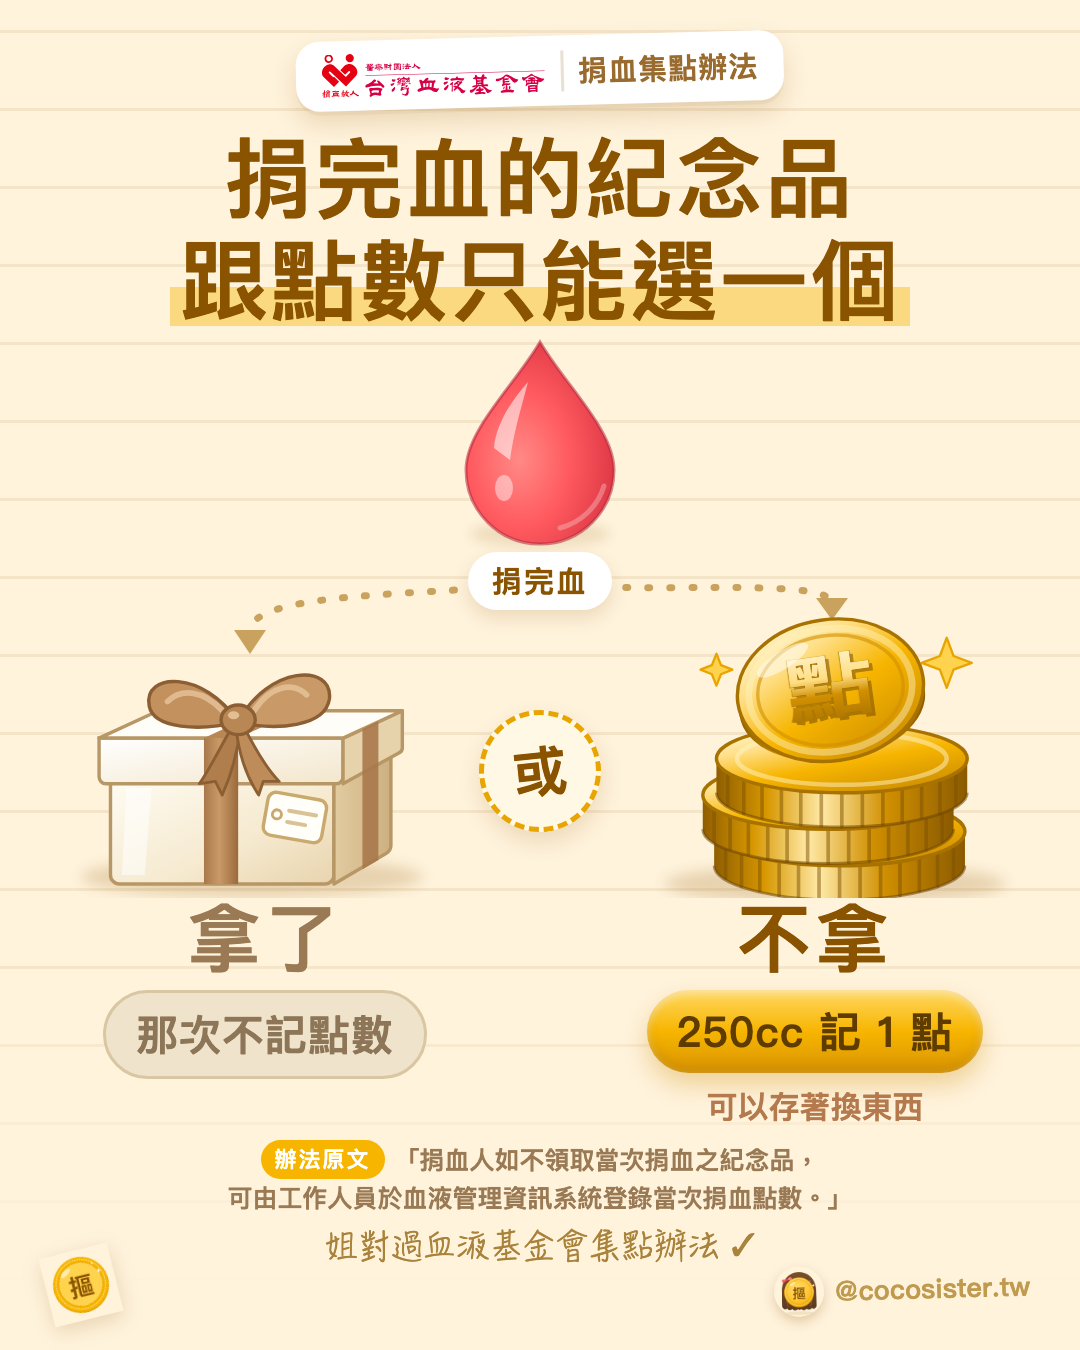 醫療財團法人
台灣血液基金會
捐血救人
捐血集點辦法
捐完血的紀念品
跟點數只能選一個
捐完血
點
或
拿了
不拿
那次不記點數
250cc 記 1 點
可以存著換東西
辦法原文 「捐血人如不領取當次捐血之紀念品，
可由工作人員於血液管理資訊系統登錄當次捐血點數。」
姐對過血液基金會集點辦法 ✓
摳
摳
@cocosister.tw